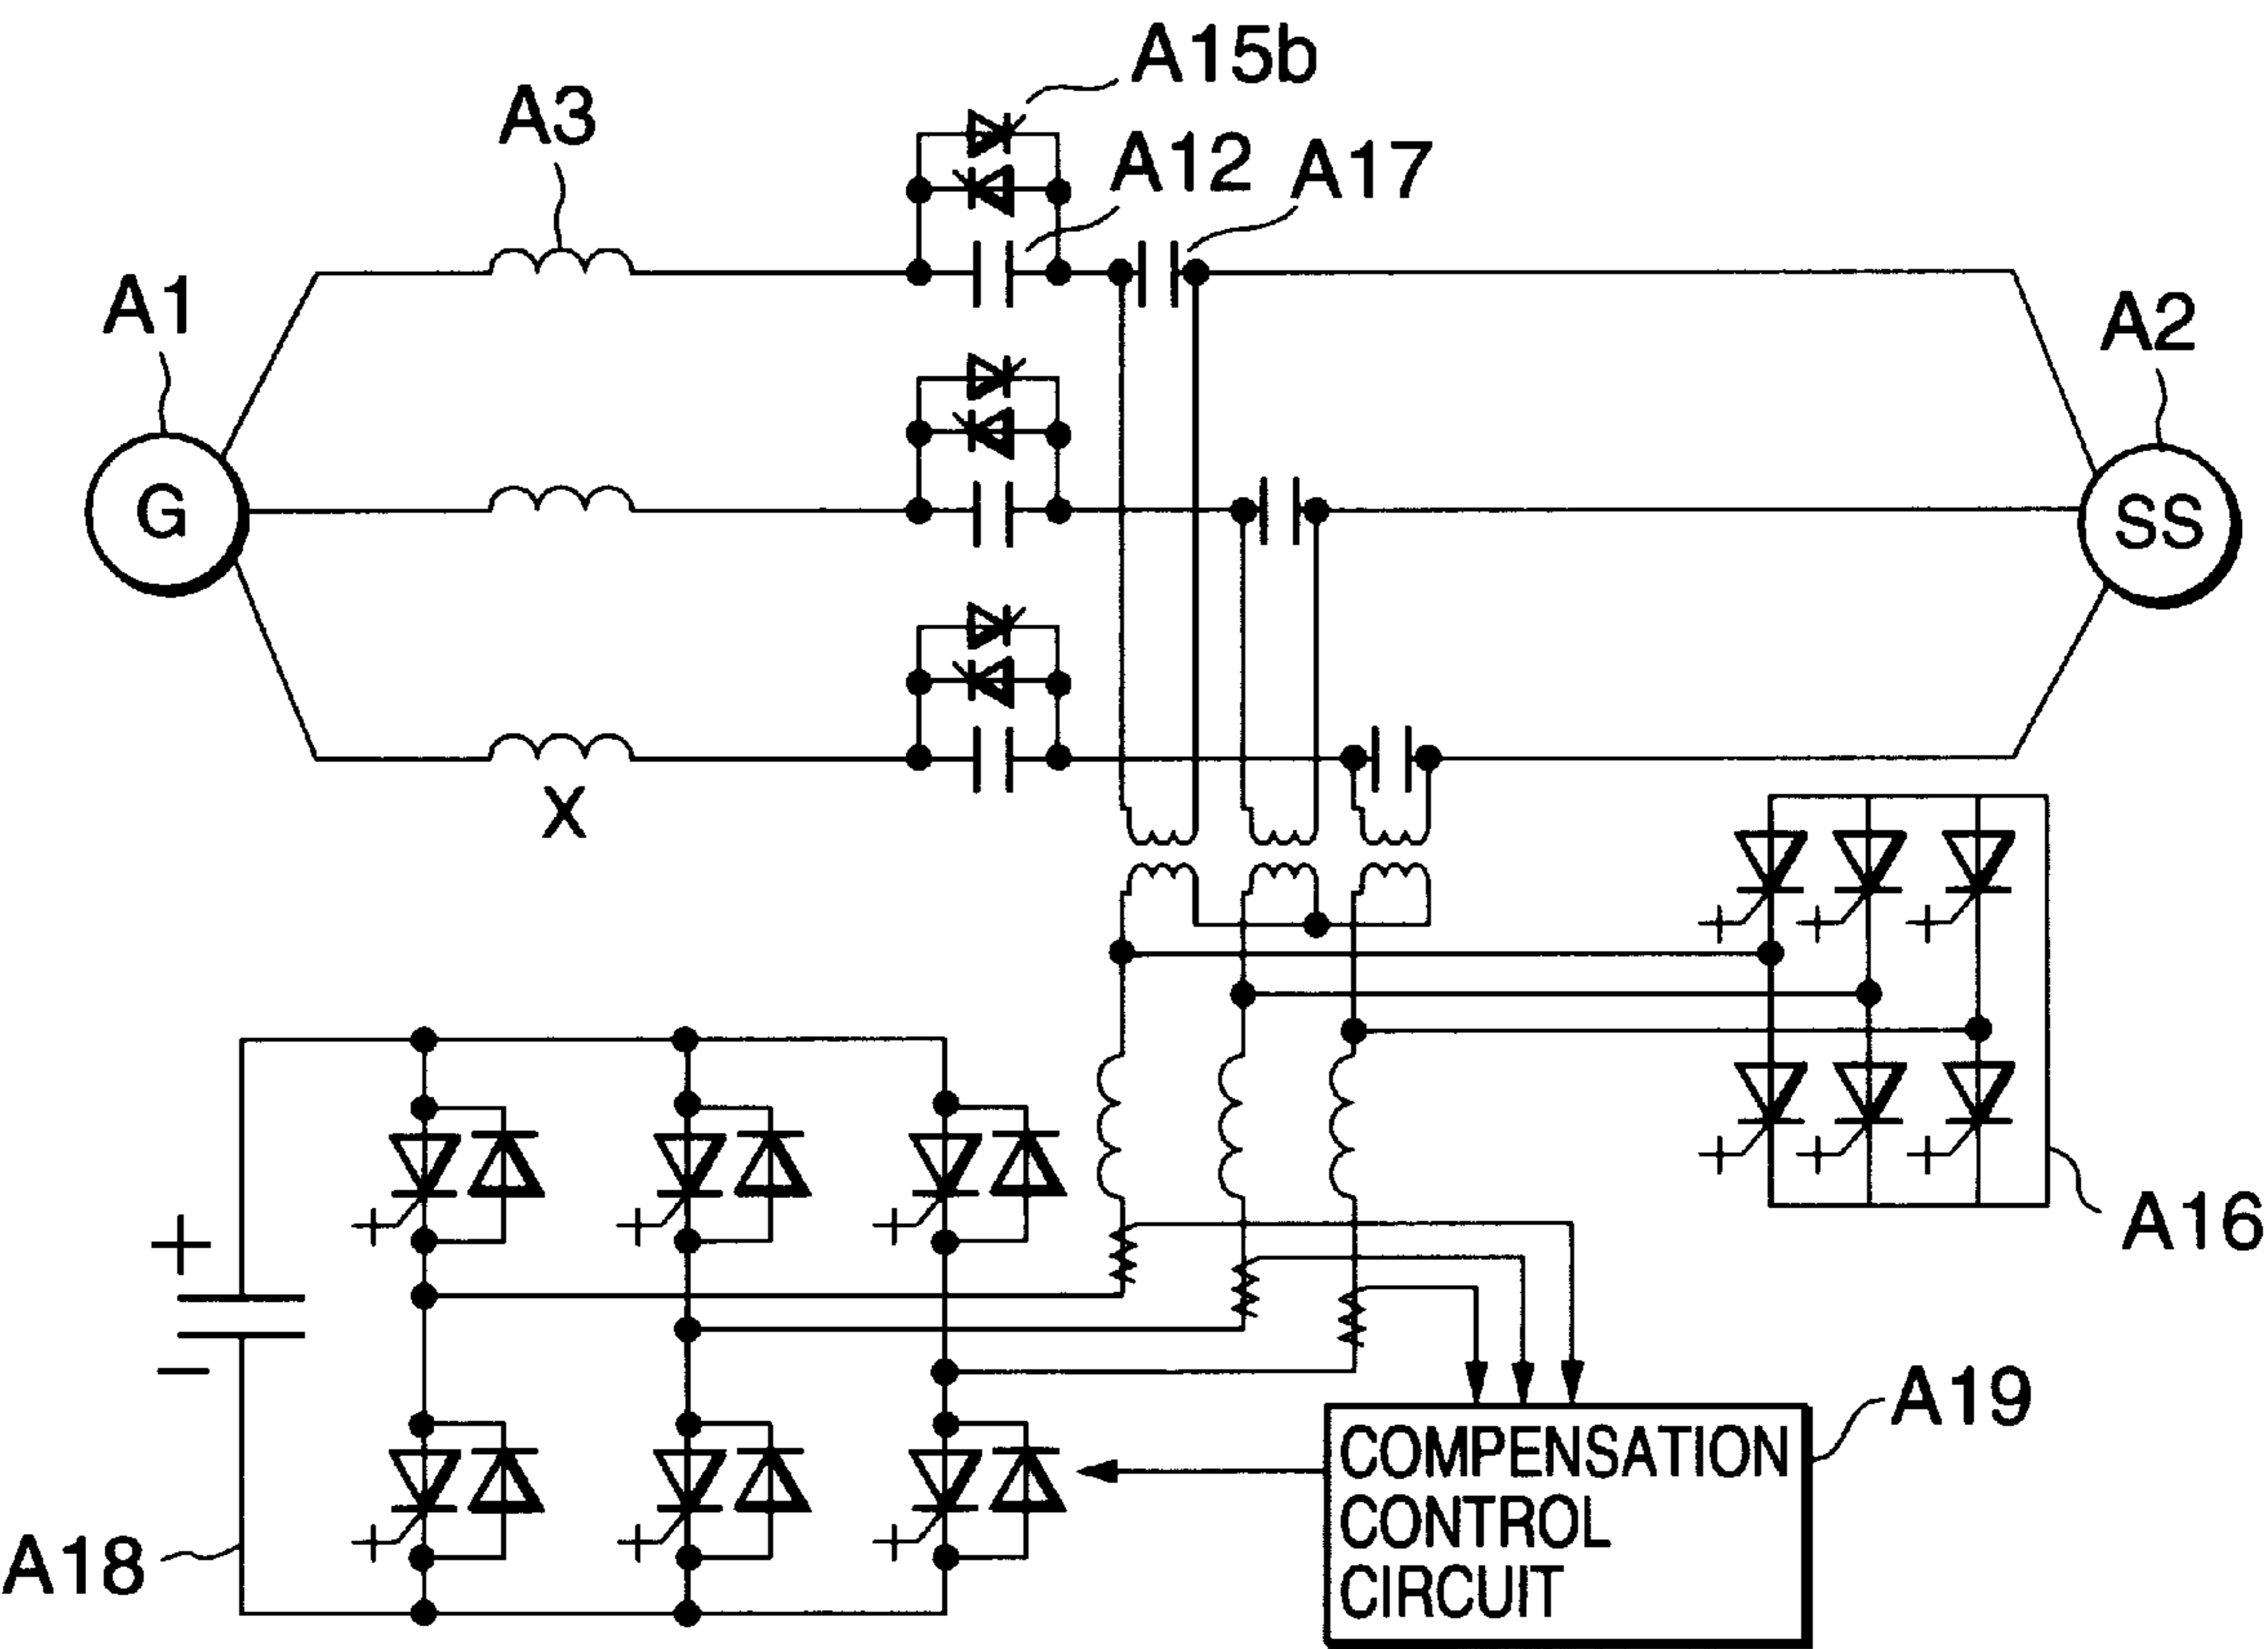 A15b
A3
A12
A17
A1
A2
G
SS
X
+
−
A16
A19
COMPENSATION
CONTROL
CIRCUIT
A18